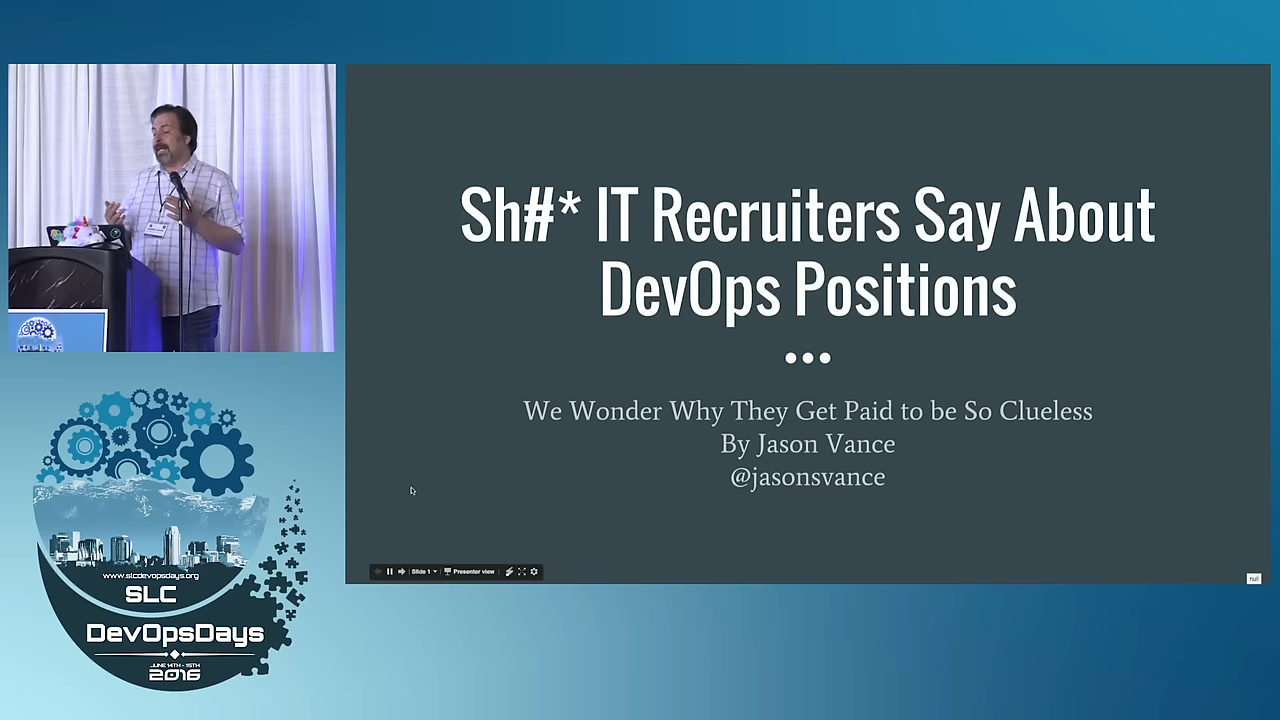 Sh#* IT Recruiters Say About
DevOps Positions
We Wonder Why They Get Paid to be So Clueless
By Jason Vance
@jasonsvance
Slide 1
Presenter view
null
www.slcdevopsdays.org
SLC
DevOpsDays
JUNE 14TH - 15TH
2016